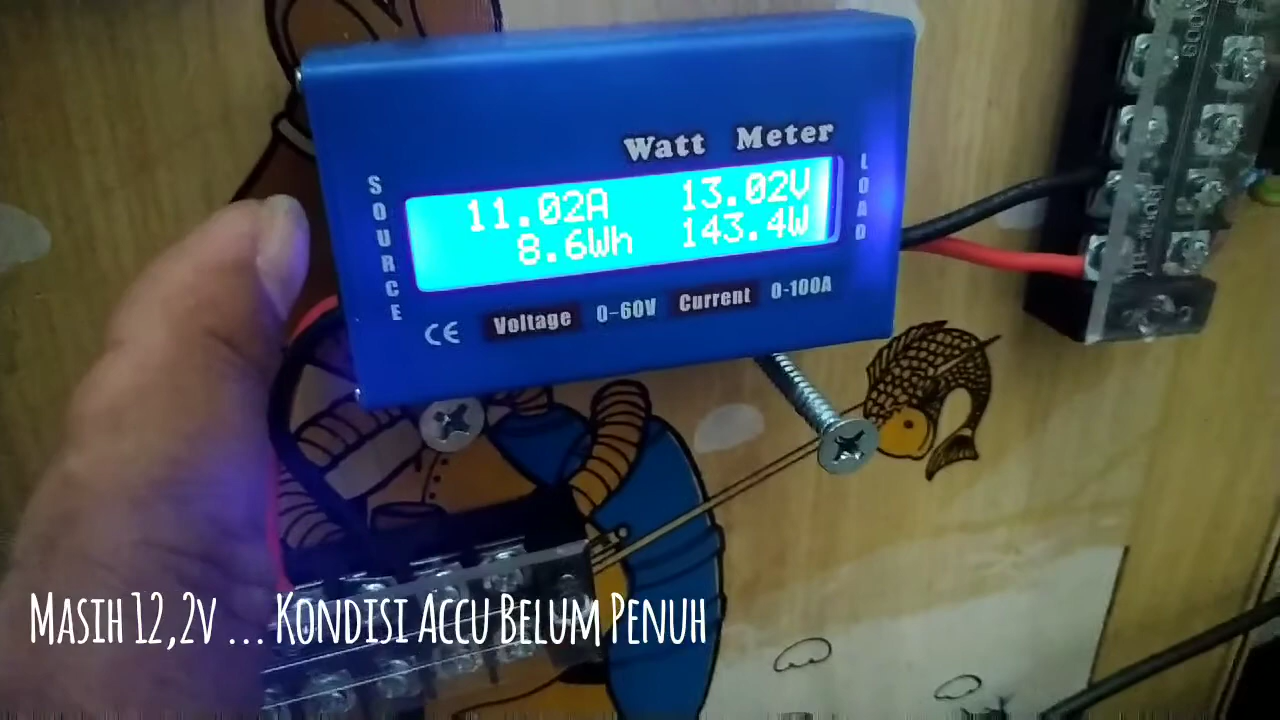 Watt Meter
SOURCE
LOAD
11.02A 13.02V
8.6Wh 143.4W
CE Voltage 0-60V Current 0-100A
600V
MASIH 12,2V ... KONDISI ACCU BELUM PENUH